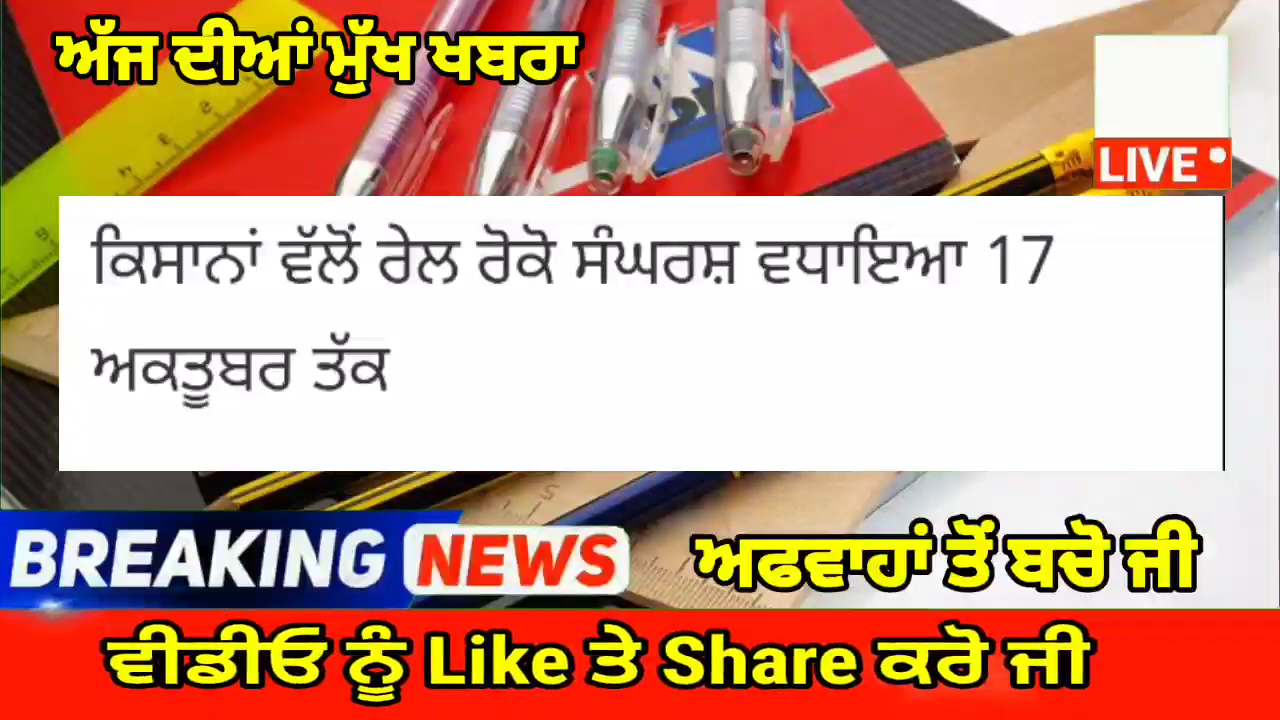 ਅੱਜ ਦੀਆਂ ਮੁੱਖ ਖਬਰਾ
LIVE
ਕਿਸਾਨਾਂ ਵੱਲੋਂ ਰੇਲ ਰੋਕੋ ਸੰਘਰਸ਼ ਵਧਾਇਆ 17
ਅਕਤੂਬਰ ਤੱਕ
BREAKING NEWS
ਅਫਵਾਹਾਂ ਤੋਂ ਬਚੋ ਜੀ
ਵੀਡੀਓ ਨੂੰ Like ਤੇ Share ਕਰੋ ਜੀ